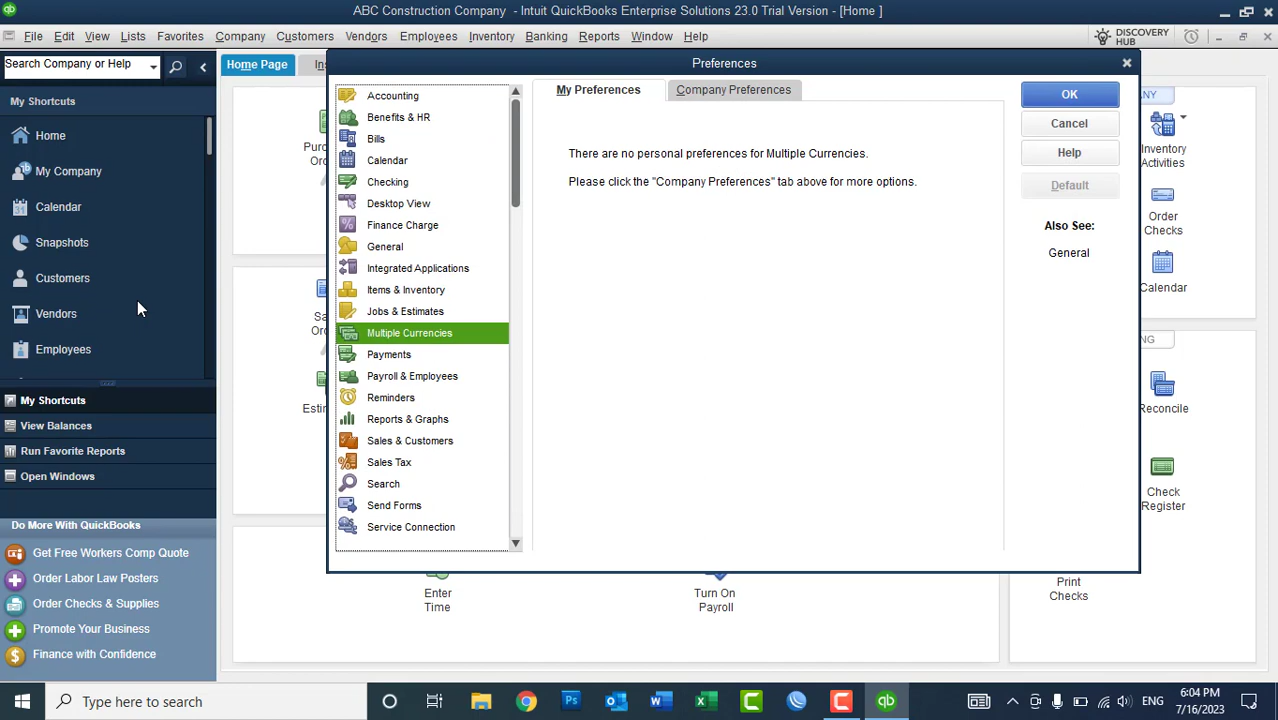 ABC Construction Company - Intuit QuickBooks Enterprise Solutions 23.0 Trial Version - [Home ]
File Edit View Lists Favorites Company Customers Vendors Employees Inventory Banking Reports Window Help
DISCOVERY
HUB
Search Company or Help
Home Page
My Shortcuts
Home
My Company
Calendar
Snapshots
Customers
Vendors
Employees
My Shortcuts
View Balances
Run Favorite Reports
Open Windows
Do More With QuickBooks
Get Free Workers Comp Quote
Order Labor Law Posters
Order Checks & Supplies
Promote Your Business
Finance with Confidence
Preferences
Accounting
Benefits & HR
Bills
Calendar
Checking
Desktop View
Finance Charge
General
Integrated Applications
Items & Inventory
Jobs & Estimates
Multiple Currencies
Payments
Payroll & Employees
Reminders
Reports & Graphs
Sales & Customers
Sales Tax
Search
Send Forms
Service Connection
My Preferences
Company Preferences
There are no personal preferences for Multiple Currencies.
Please click the "Company Preferences" tab above for more options.
OK
Cancel
Help
Default
Also See:
General
Inventory
Activities
Order
Checks
Calendar
Reconcile
Check
Register
Print
Checks
Enter
Time
Turn On
Payroll
Type here to search
ENG
6:04 PM
7/16/2023